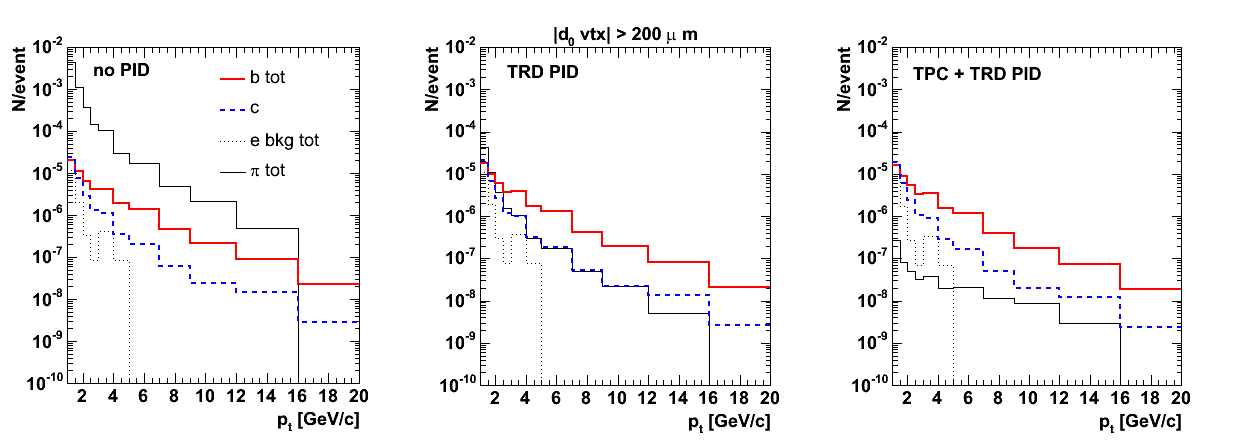 |d0 vtx| > 200 μ m
N/event
10-2
10-3
10-4
10-5
10-6
10-7
10-8
10-9
10-10
no PID
b tot
c
e bkg tot
π tot
2 4 6 8 10 12 14 16 18 20
pt [GeV/c]
N/event
10-2
10-3
10-4
10-5
10-6
10-7
10-8
10-9
10-10
TRD PID
2 4 6 8 10 12 14 16 18 20
pt [GeV/c]
N/event
10-2
10-3
10-4
10-5
10-6
10-7
10-8
10-9
10-10
TPC + TRD PID
2 4 6 8 10 12 14 16 18 20
pt [GeV/c]